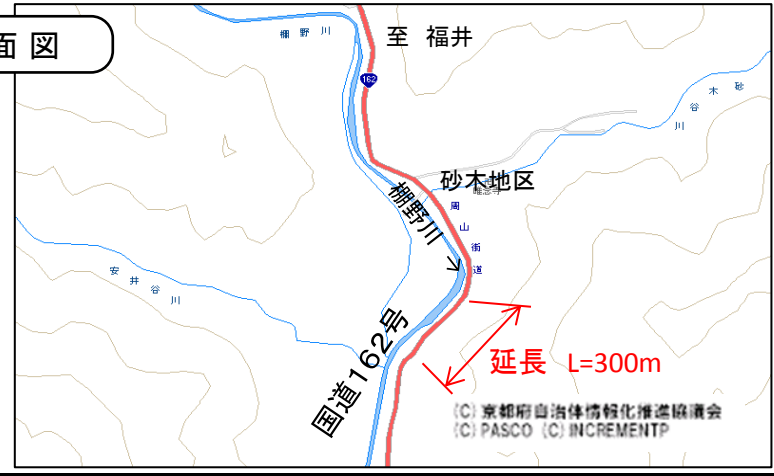 面図
至 福井
棚野川
162
砂木谷川
砂木地区
棚野川
周山街道
安井谷川
国道162号
延長 L=300m
(C) 京都府自治体情報化推進協議会
(C) PASCO (C) INCREMENTP